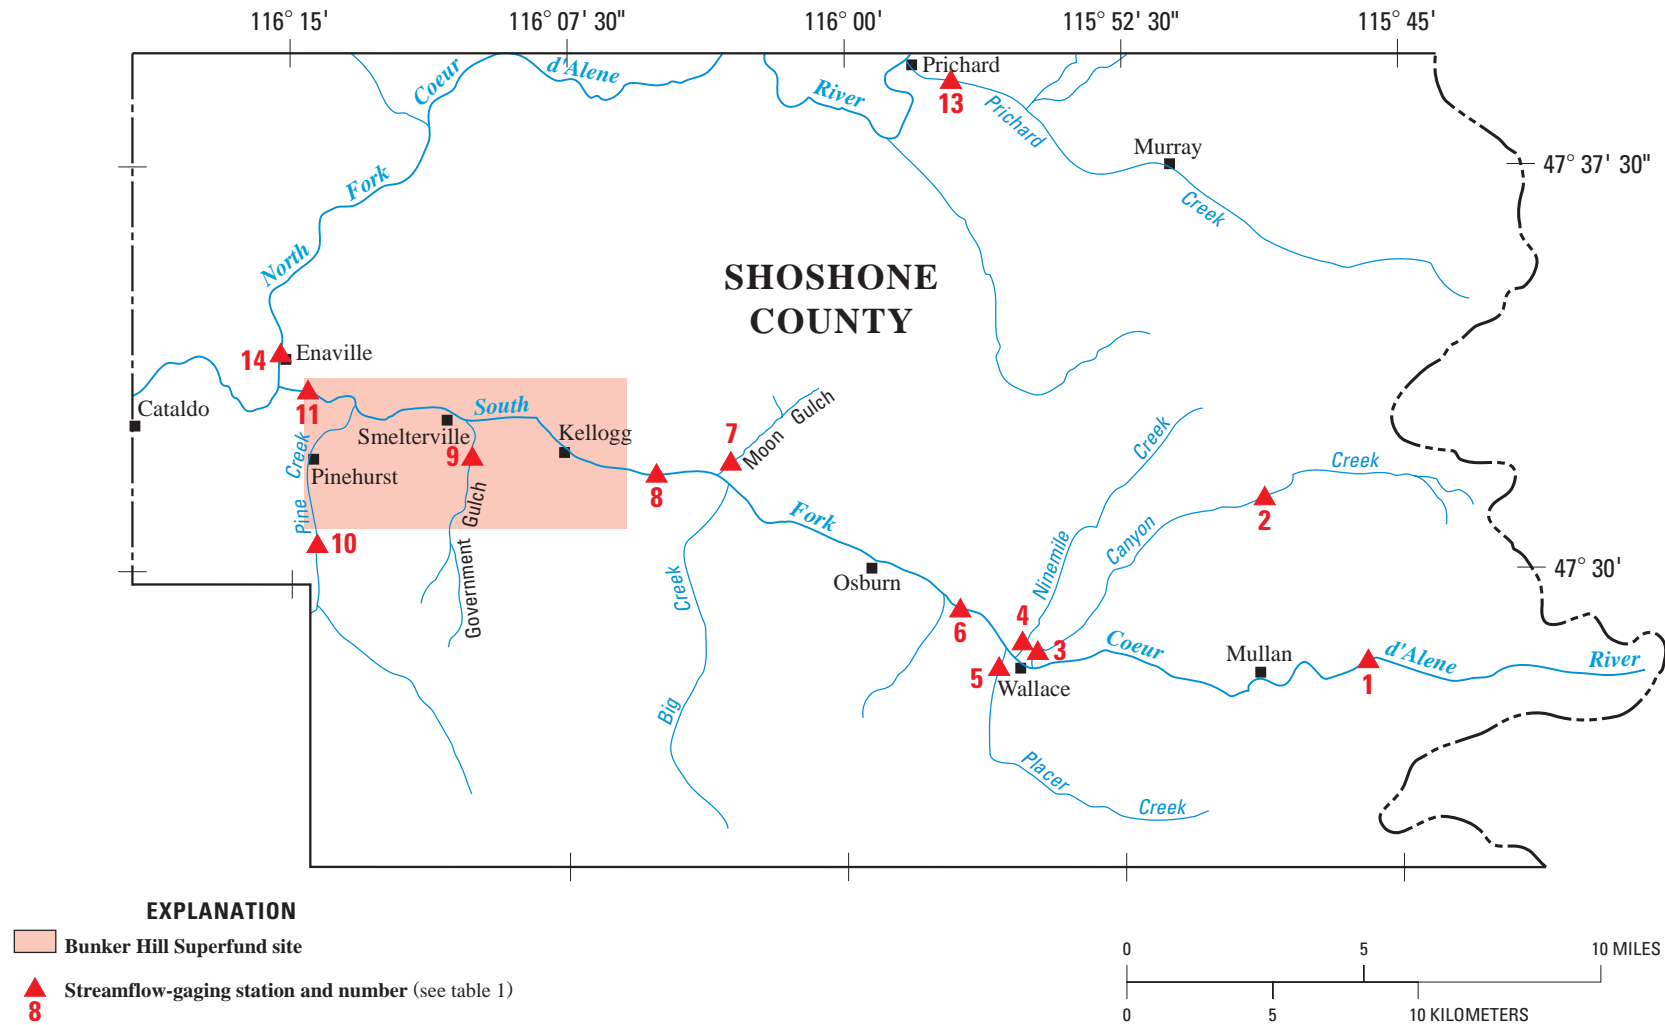 116° 15'
116° 07' 30"
116° 00'
115° 52' 30"
115° 45'
Coeur
d'Alene
River
Prichard
13
Prichard
Murray
Creek
47° 37' 30"
Fork
North
SHOSHONE
COUNTY
14
Enaville
Cataldo
11
South
Smelterville
Kellogg
7
Moon Gulch
9
8
Creek
Pine
Pinehurst
10
Government Gulch
Fork
Osburn
Creek
Big
Creek
Ninemile
Canyon
Creek
2
47° 30'
6
4
3
5
Wallace
Coeur
Mullan
d'Alene
River
1
Placer
Creek
EXPLANATION
Bunker Hill Superfund site
Streamflow-gaging station and number (see table 1)
8
0
5
10 MILES
0
5
10 KILOMETERS